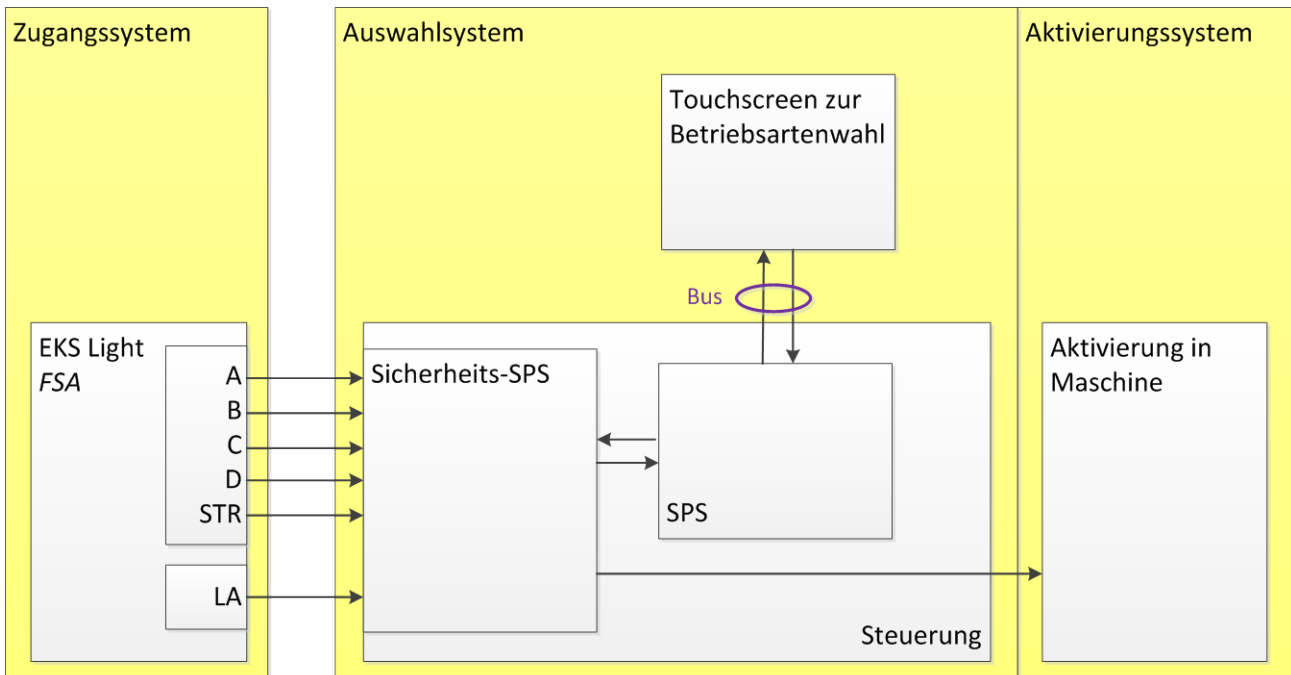 Zugangssystem
EKS Light
FSA
A
B
C
D
STR
LA
Auswahlsystem
Touchscreen zur
Betriebsartenwahl
Bus
Sicherheits-SPS
SPS
Steuerung
Aktivierungssystem
Aktivierung in
Maschine